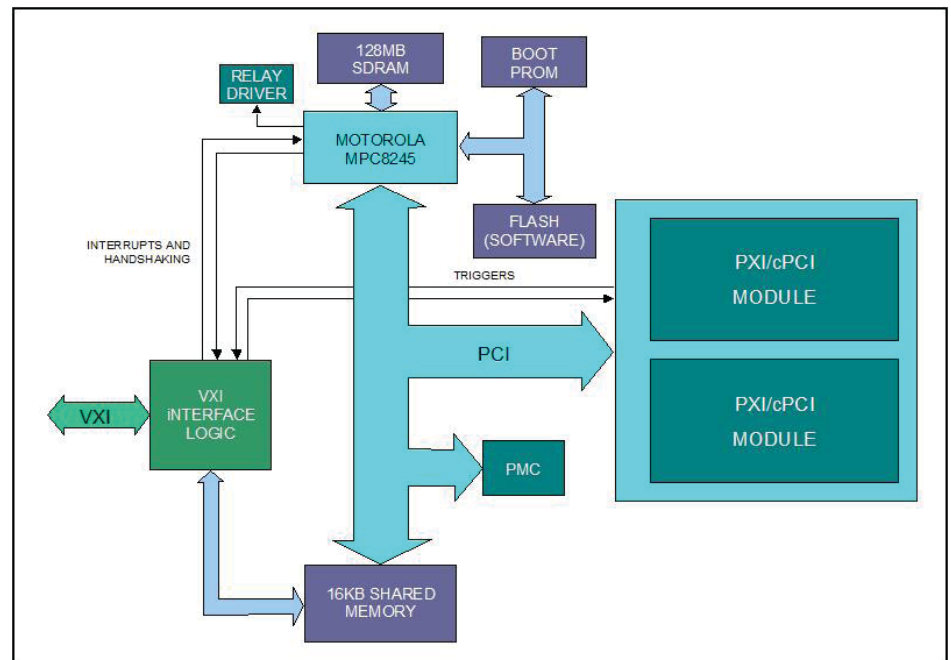 128MB
SDRAM
BOOT
PROM
RELAY
DRIVER
MOTOROLA
MPC8245
FLASH
(SOFTWARE)
INTERRUPTS AND
HANDSHAKING
TRIGGERS
PXI/cPCI
MODULE
PCI
VXI
VXI
iNTERFACE
LOGIC
PXI/cPCI
MODULE
PMC
16KB SHARED
MEMORY